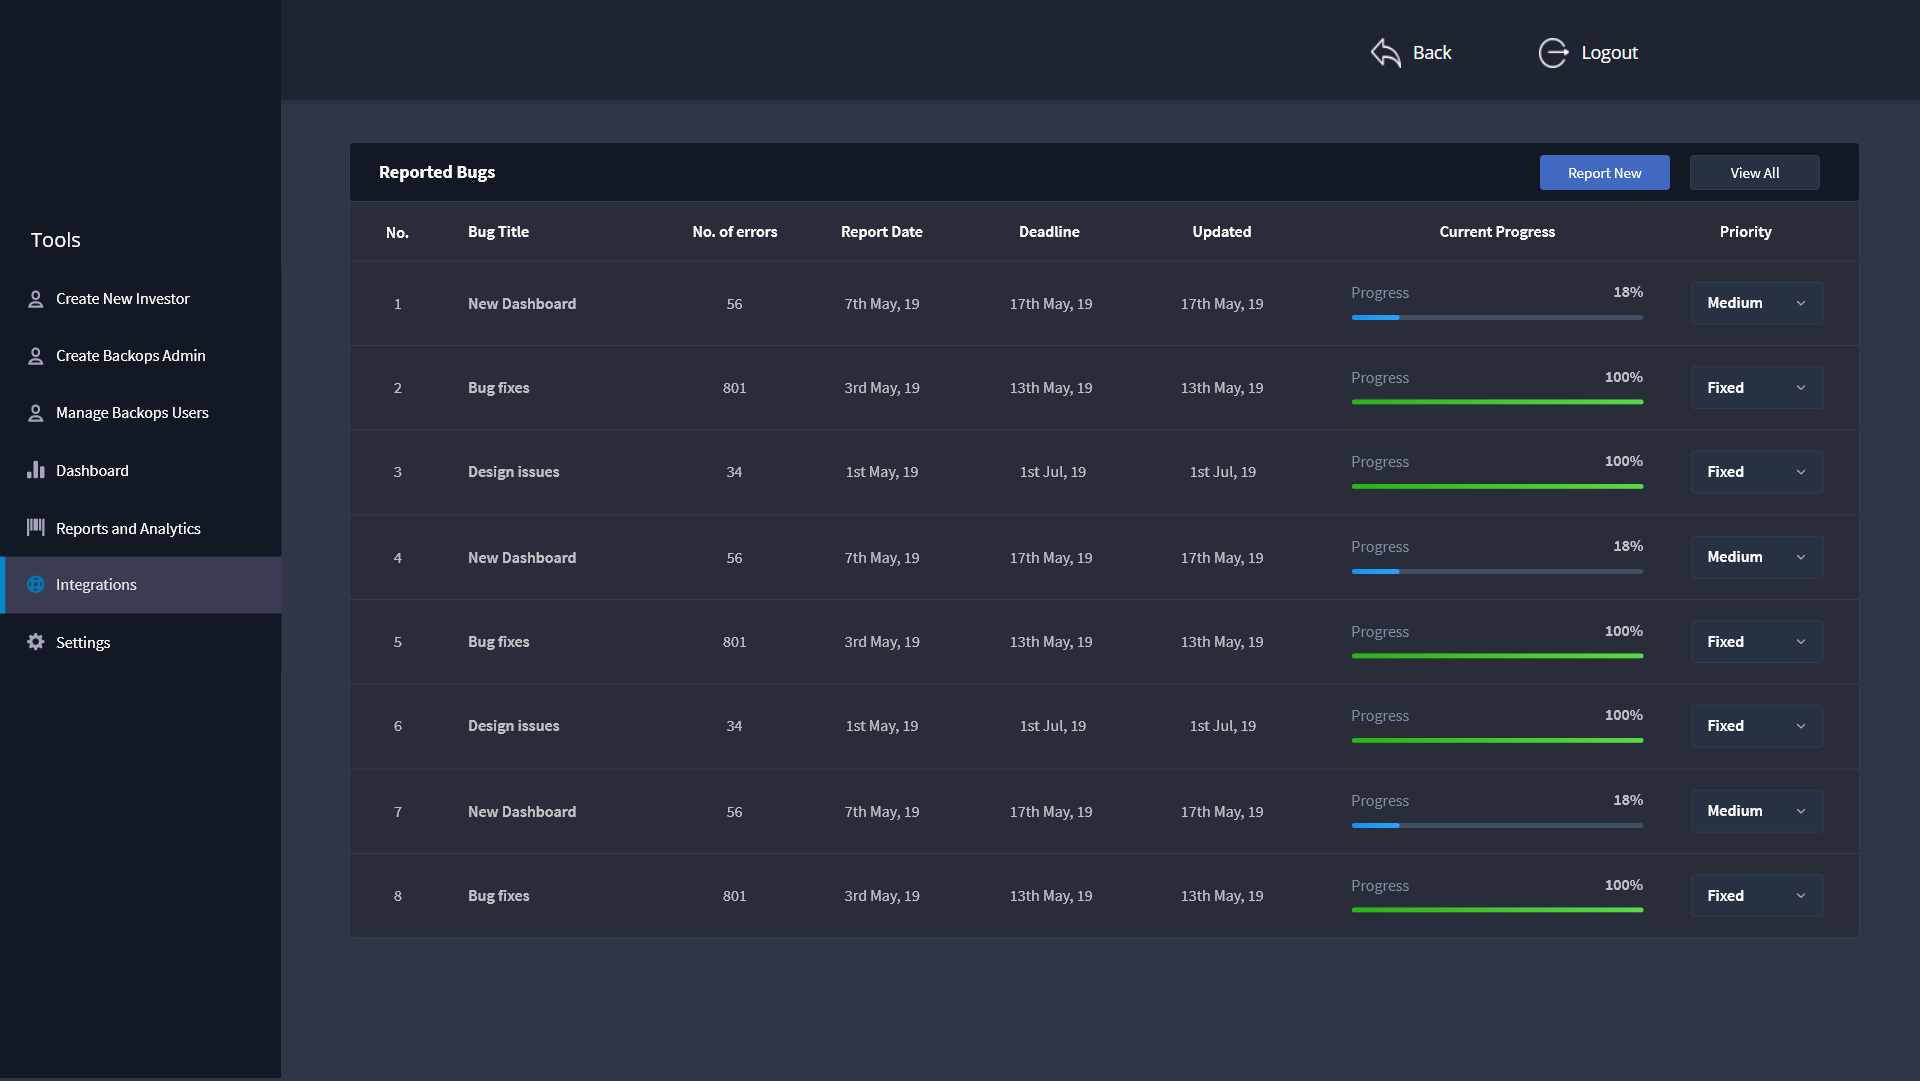 Back Logout
Reported Bugs Report New View All
Tools
Create New Investor
Create Backops Admin
Manage Backops Users
Dashboard
Reports and Analytics
Integrations
Settings
No. Bug Title No. of errors Report Date Deadline Updated Current Progress Priority
1 New Dashboard 56 7th May, 19 17th May, 19 17th May, 19 Progress 18% Medium
2 Bug fixes 801 3rd May, 19 13th May, 19 13th May, 19 Progress 100% Fixed
3 Design issues 34 1st May, 19 1st Jul, 19 1st Jul, 19 Progress 100% Fixed
4 New Dashboard 56 7th May, 19 17th May, 19 17th May, 19 Progress 18% Medium
5 Bug fixes 801 3rd May, 19 13th May, 19 13th May, 19 Progress 100% Fixed
6 Design issues 34 1st May, 19 1st Jul, 19 1st Jul, 19 Progress 100% Fixed
7 New Dashboard 56 7th May, 19 17th May, 19 17th May, 19 Progress 18% Medium
8 Bug fixes 801 3rd May, 19 13th May, 19 13th May, 19 Progress 100% Fixed